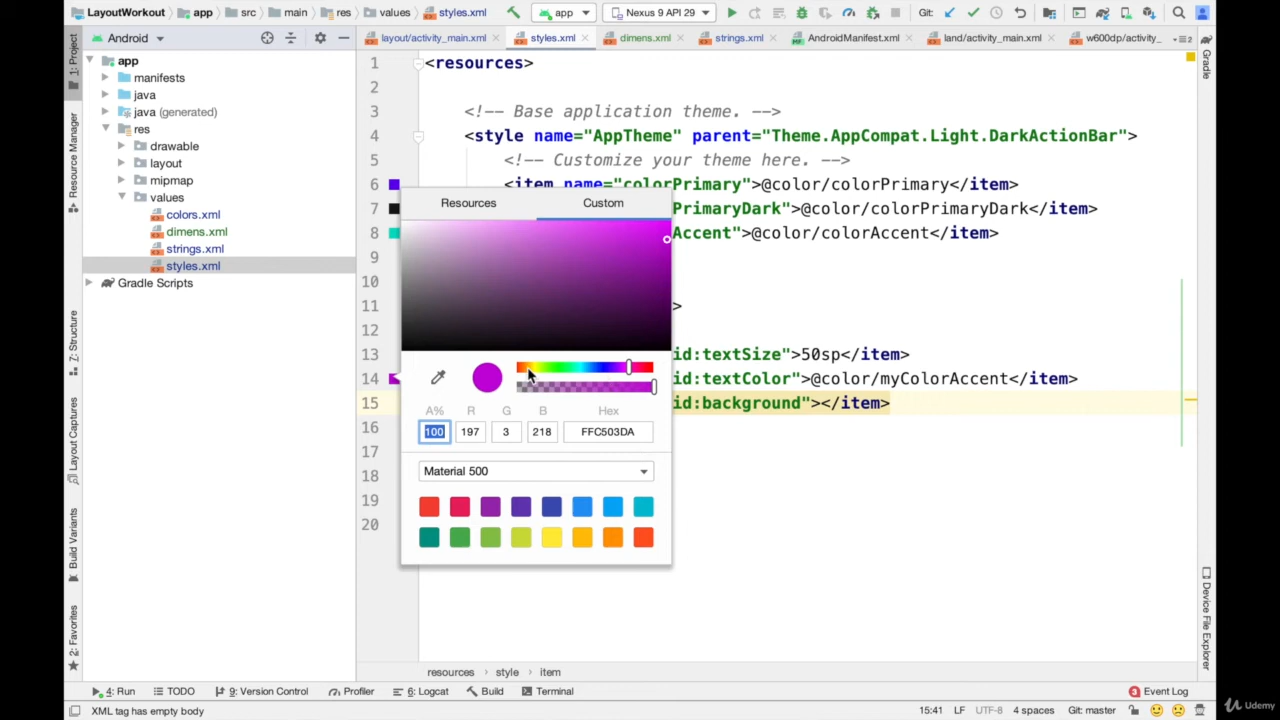 LayoutWorkout app src main res values styles.xml app Nexus 9 API 29 Git:
Android layout/activity_main.xml styles.xml dimens.xml strings.xml AndroidManifest.xml land/activity_main.xml w600dp/activity_
1: Project
Resource Manager
7: Structure
Layout Captures
Build Variants
2: Favorites
app
manifests
java
java (generated)
res
drawable
layout
mipmap
values
colors.xml
dimens.xml
strings.xml
styles.xml
Gradle Scripts
1 <resources>
2
3 <!-- Base application theme. -->
4 <style name="AppTheme" parent="Theme.AppCompat.Light.DarkActionBar">
5 <!-- Customize your theme here. -->
6 <item name="colorPrimary">@color/colorPrimary</item>
7 PrimaryDark">@color/colorPrimaryDark</item>
8 Accent">@color/colorAccent</item>
9
10
11 >
12
13 id:textSize">50sp</item>
14 id:textColor">@color/myColorAccent</item>
15 id:background"></item>
16
17
18
19
20
Resources Custom
A% R G B Hex
100 197 3 218 FFC503DA
Material 500
Gradle
Device File Explorer
resources style item
4: Run TODO 9: Version Control Profiler 6: Logcat Build Terminal 3 Event Log
XML tag has empty body 15:41 LF UTF-8 4 spaces Git: master
Udemy